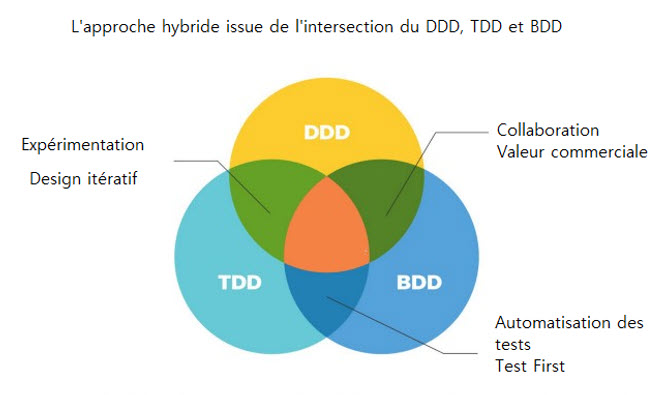 L'approche hybride issue de l'intersection du DDD, TDD et BDD
DDD
Expérimentation
Design itératif
Collaboration
Valeur commerciale
TDD
BDD
Automatisation des
tests
Test First